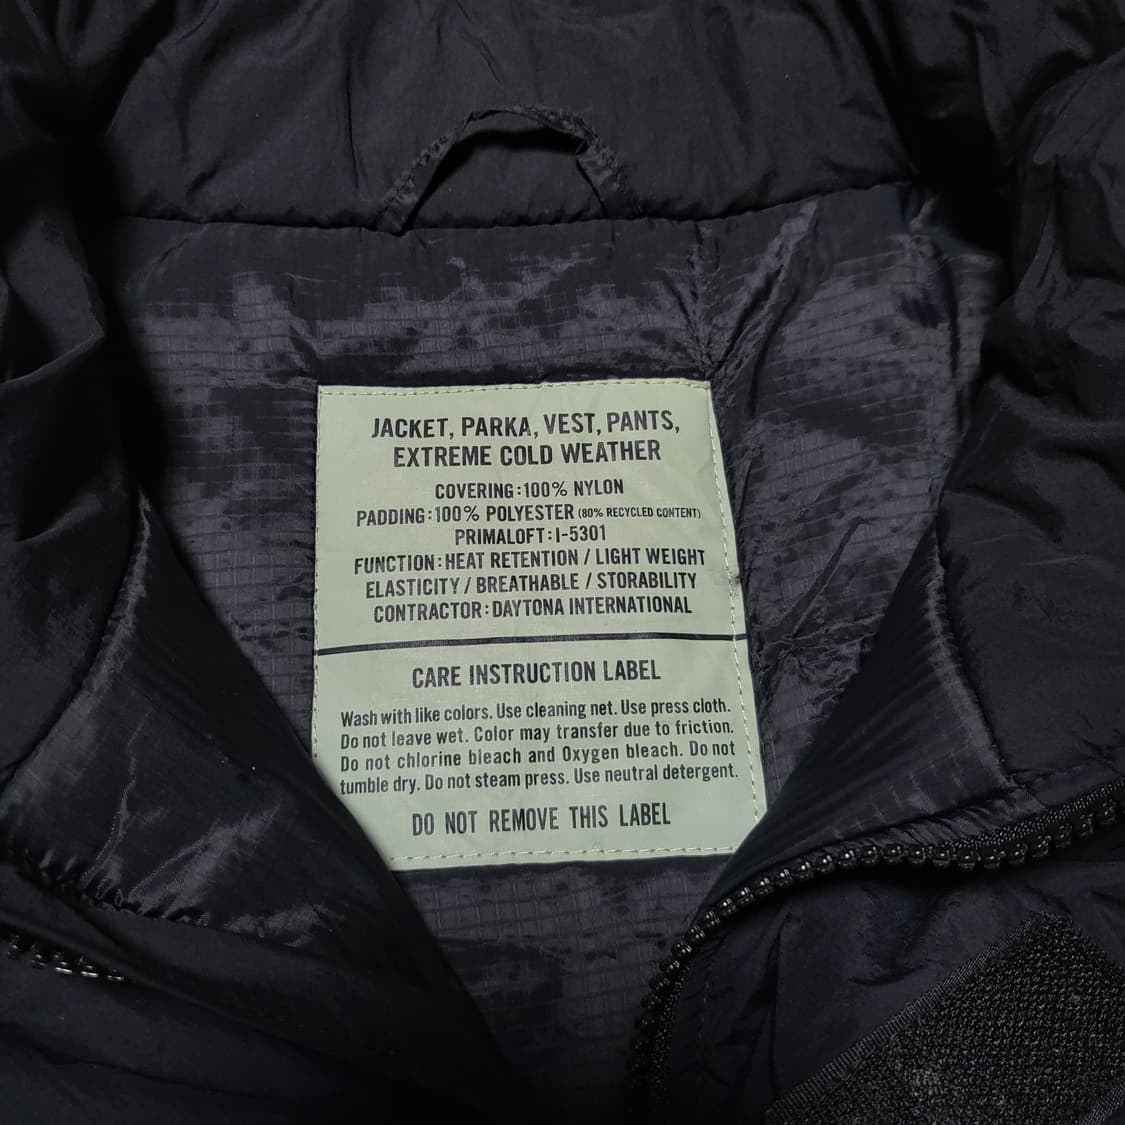 JACKET, PARKA, VEST, PANTS,
EXTREME COLD WEATHER
COVERING:100% NYLON
PADDING:100% POLYESTER (80% RECYCLED CONTENT)
PRIMALOFT:I-5301
FUNCTION:HEAT RETENTION / LIGHT WEIGHT
ELASTICITY / BREATHABLE / STORABILITY
CONTRACTOR:DAYTONA INTERNATIONAL
CARE INSTRUCTION LABEL
Wash with like colors. Use cleaning net. Use press cloth.
Do not leave wet. Color may transfer due to friction.
Do not chlorine bleach and Oxygen bleach. Do not
tumble dry. Do not steam press. Use neutral detergent.
DO NOT REMOVE THIS LABEL